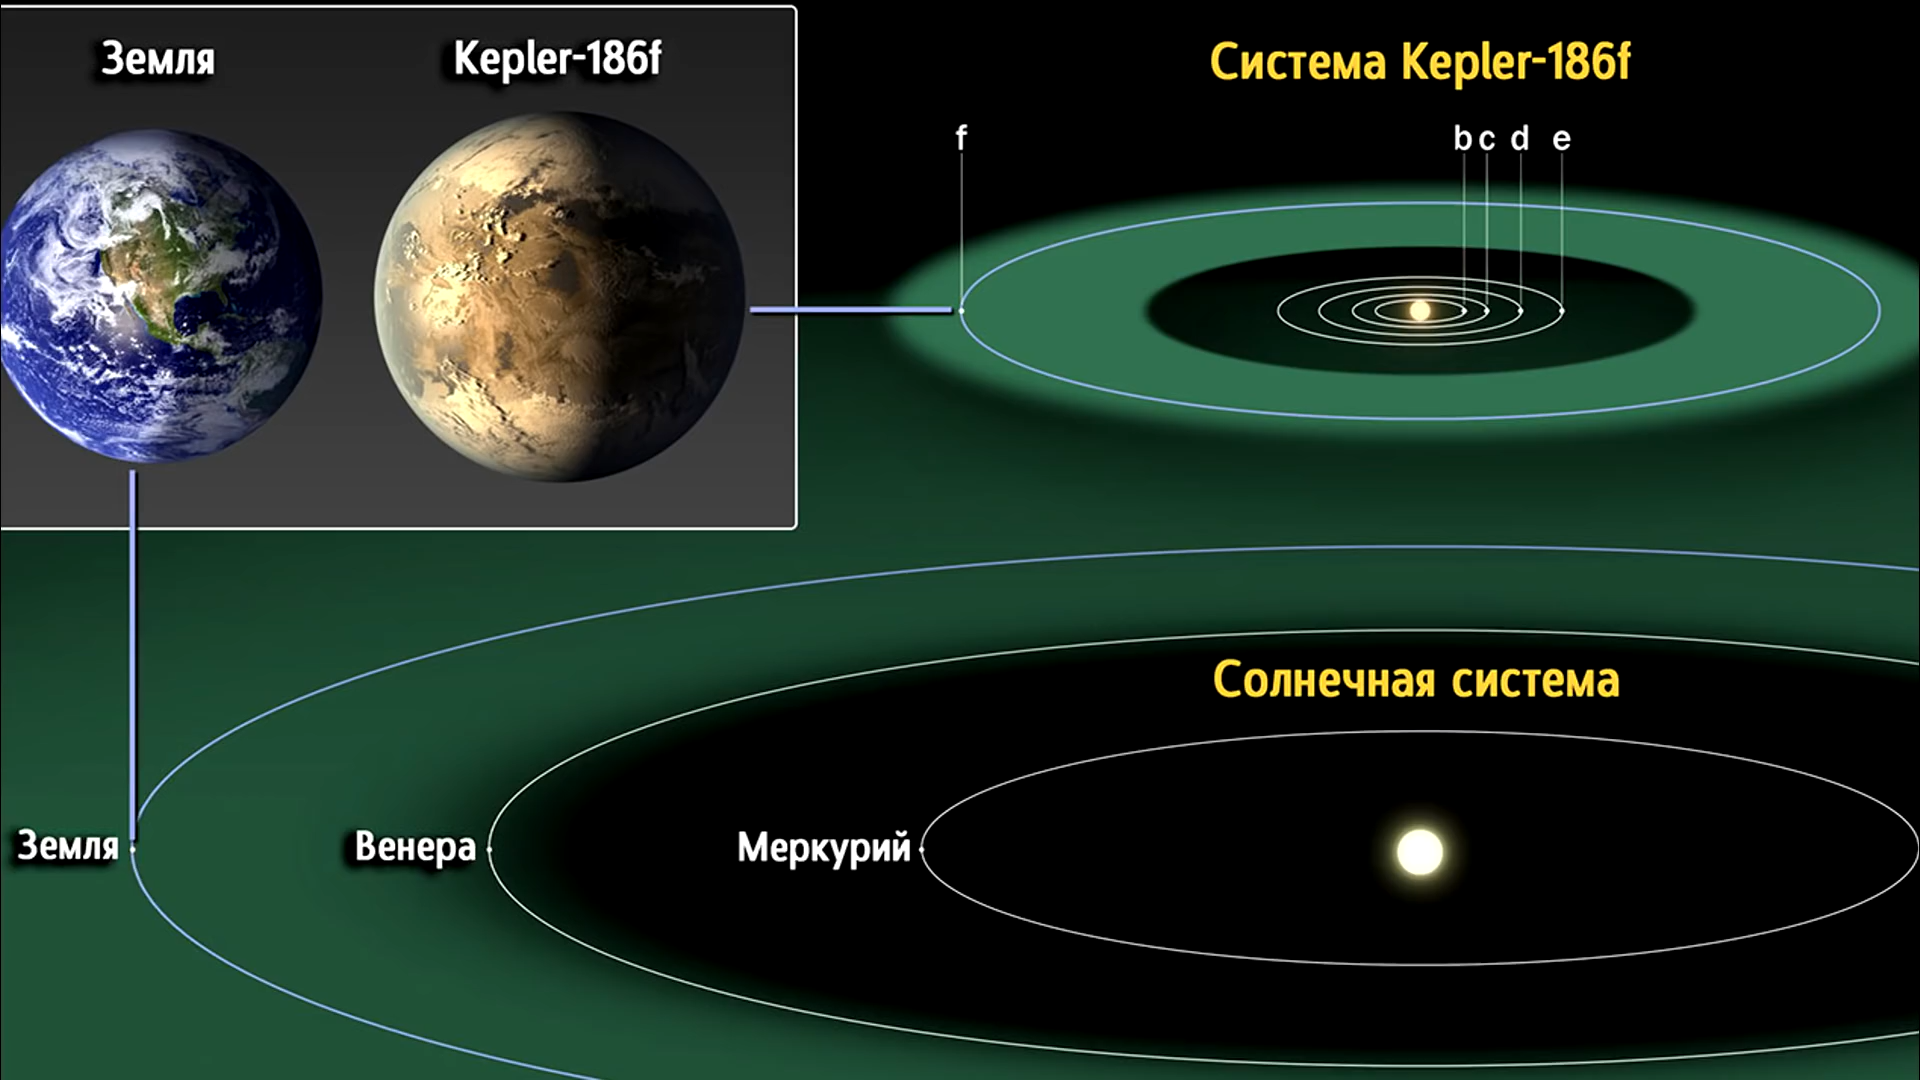 Земля
Kepler-186f
Система Kepler-186f
f
b c d e
Солнечная система
Земля
Венера
Меркурий